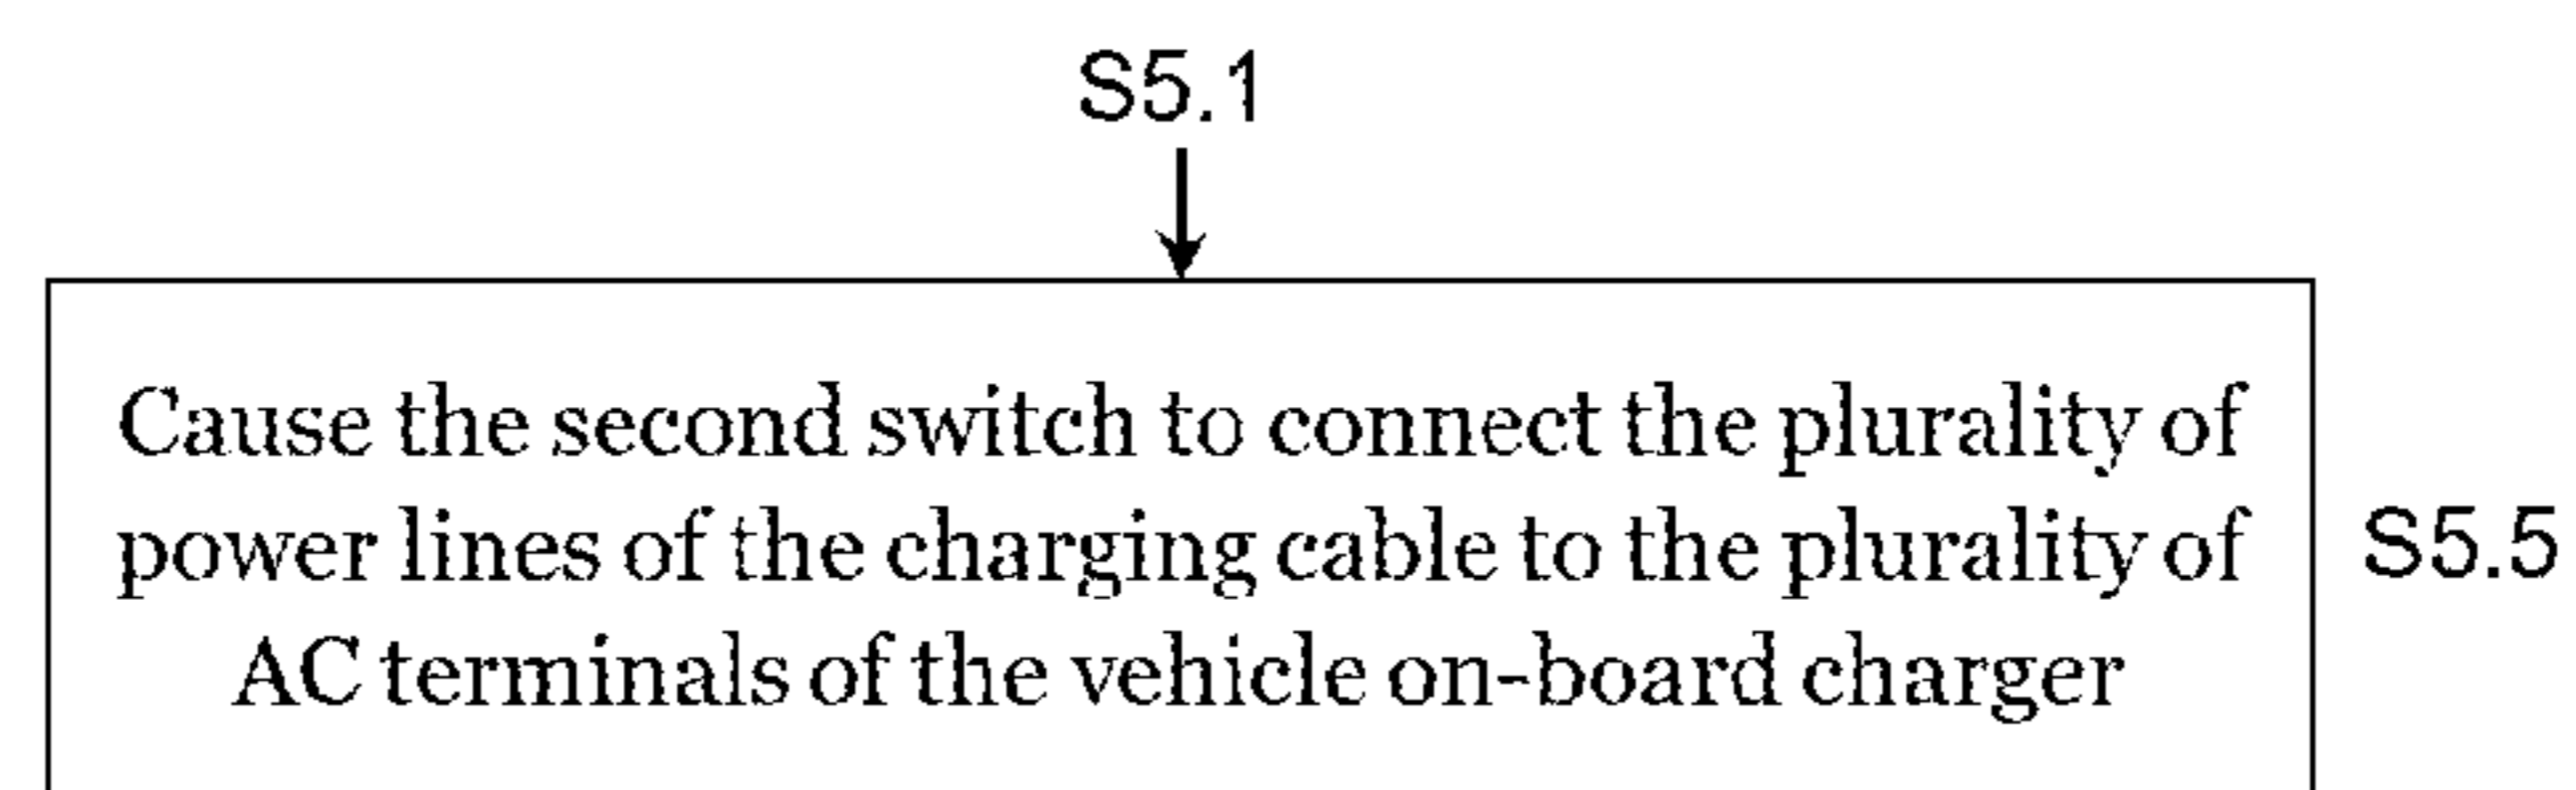 S5.1
Cause the second switch to connect the plurality of
power lines of the charging cable to the plurality of
AC terminals of the vehicle on-board charger
S5.5